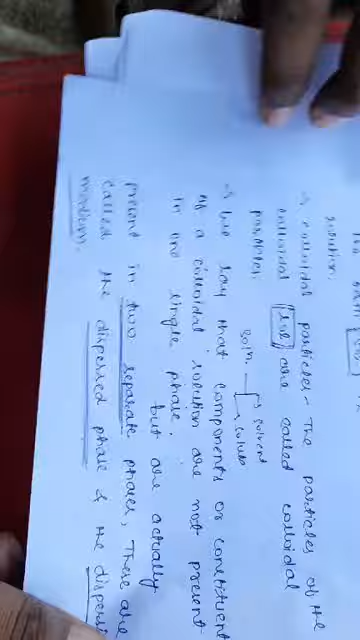 solution.
→ colloidal particles - The particles of the
colloidal [sol] are called colloidal
particles.
soln.
→ solvent
→ solute
→ we say that components or constituent
of a colloidal solution are not present
in one single phase.
but are actually
present in two separate phases, These are
called the dispersed phase & the
medium.